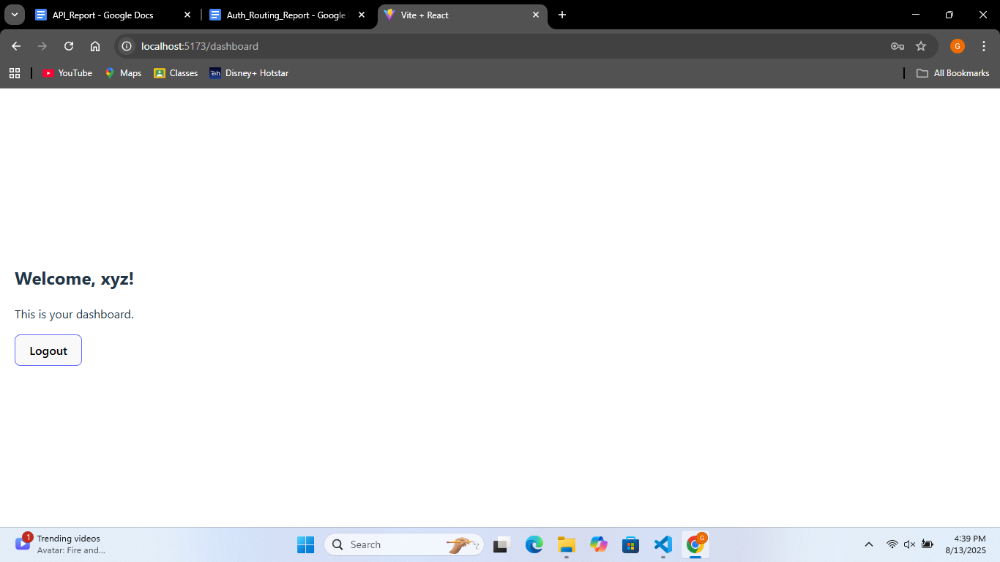 API_Report - Google Docs
Auth_Routing_Report - Google
Vite + React
localhost:5173/dashboard
G
YouTube
Maps
Classes
Disney+ Hotstar
All Bookmarks
Welcome, xyz!
This is your dashboard.
Logout
1
Trending videos
Avatar: Fire and...
Search
G
4:39 PM
8/13/2025